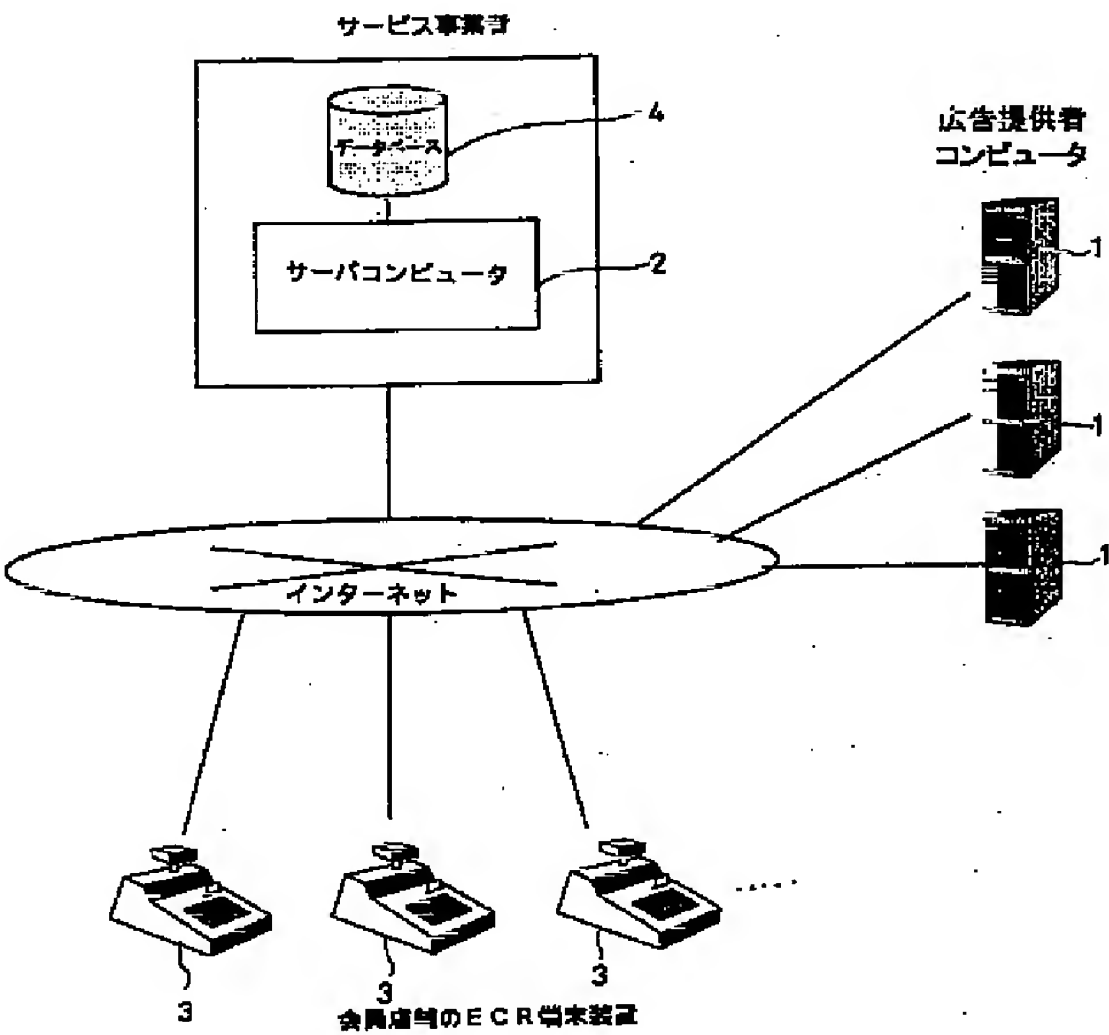 サービス事業者
データベース
4
広告提供者
コンピュータ
サーバコンピュータ
2
1
1
1
インターネット
3
3
3
会員店舗のECR端末装置